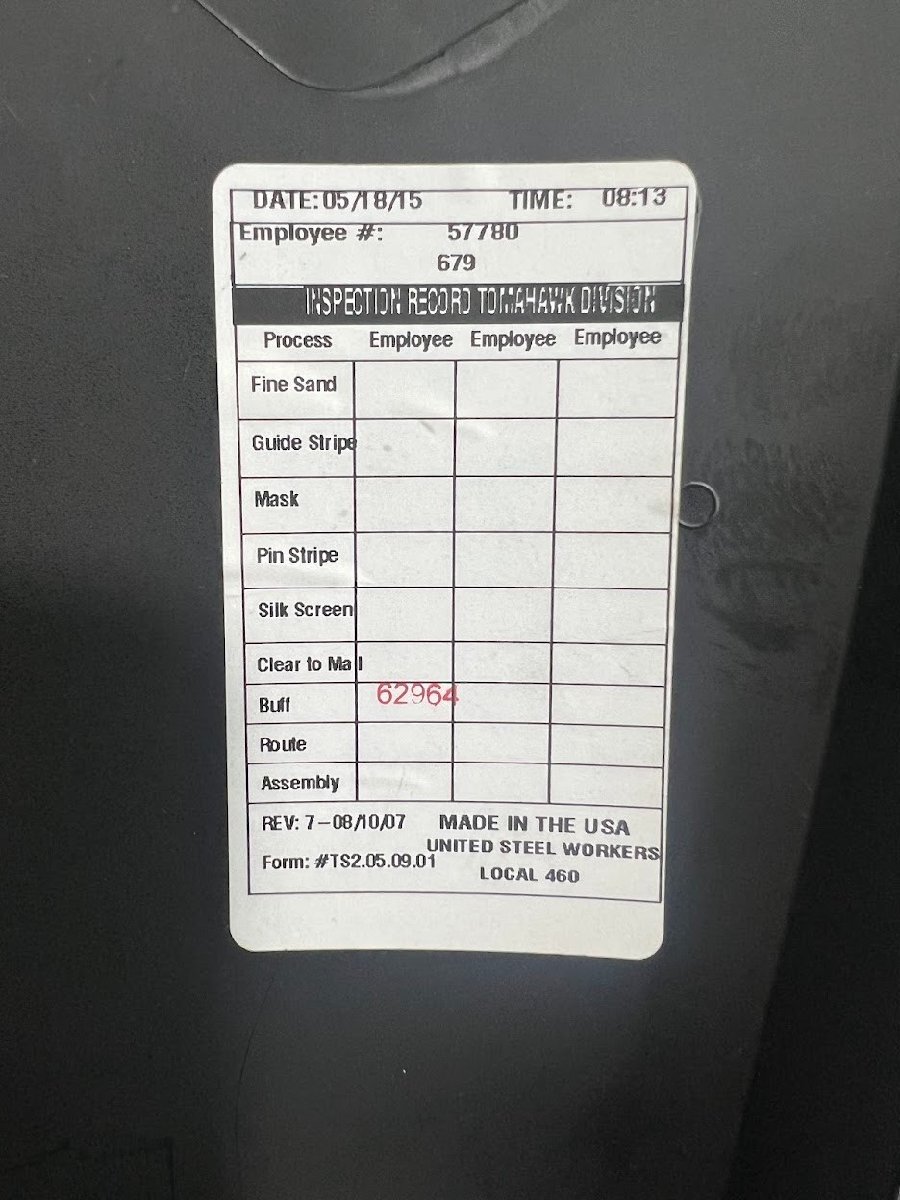 DATE: 05/18/15 TIME: 08:13
Employee #: 57780
679
INSPECTION RECORD TOMAHAWK DIVISION
Process Employee Employee Employee
Fine Sand
Guide Stripe
Mask
Pin Stripe
Silk Screen
Clear to Mall
Buff 62964
Route
Assembly
REV: 7-08/10/07 MADE IN THE USA
UNITED STEEL WORKERS
Form: #TS2.05.09.01
LOCAL 460